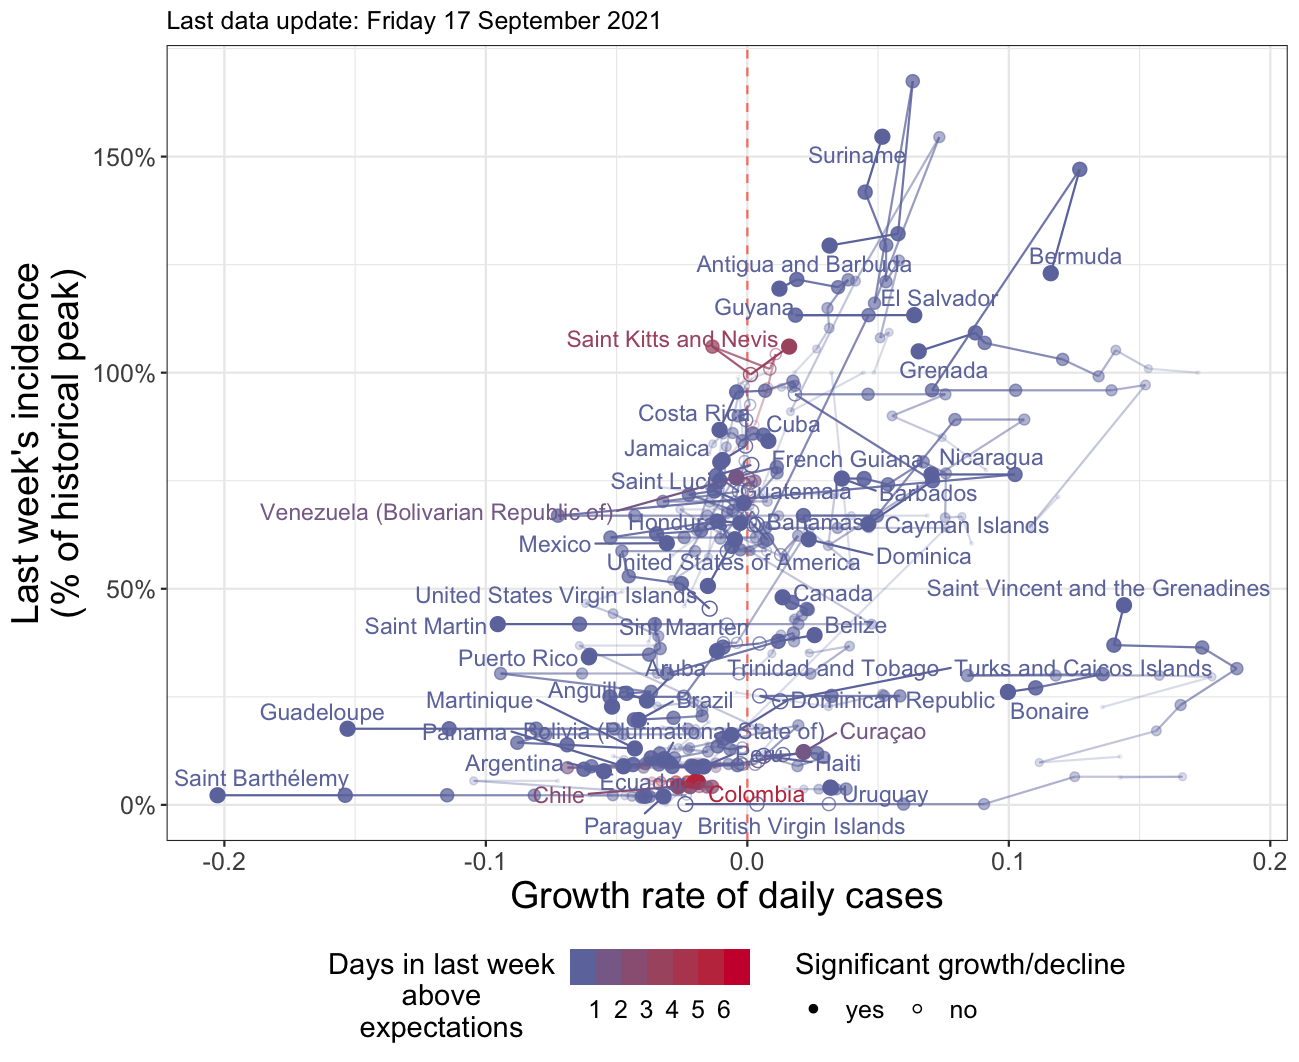 Last data update: Friday 17 September 2021
Last week's incidence
(% of historical peak)
150%
100%
50%
0%
Suriname
Bermuda
Antigua and Barbuda
Guyana
El Salvador
Saint Kitts and Nevis
Grenada
Costa Rica
Cuba
Jamaica
French Guiana
Nicaragua
Saint Lucia
Guatemala
Barbados
Venezuela (Bolivarian Republic of)
Honduras
Bahamas
Cayman Islands
Mexico
Dominica
United States of America
United States Virgin Islands
Canada
Saint Vincent and the Grenadines
Saint Martin
Sint Maarten
Belize
Puerto Rico
Aruba
Trinidad and Tobago
Turks and Caicos Islands
Martinique
Anguilla
Brazil
Dominican Republic
Bonaire
Guadeloupe
Panama
Bolivia (Plurinational State of)
Curaçao
Argentina
Peru
Haiti
Saint Barthélemy
Ecuador
Chile
Colombia
Uruguay
Paraguay
British Virgin Islands
-0.2
-0.1
0.0
0.1
0.2
Growth rate of daily cases
Days in last week
above
expectations
1 2 3 4 5 6
Significant growth/decline
yes
no